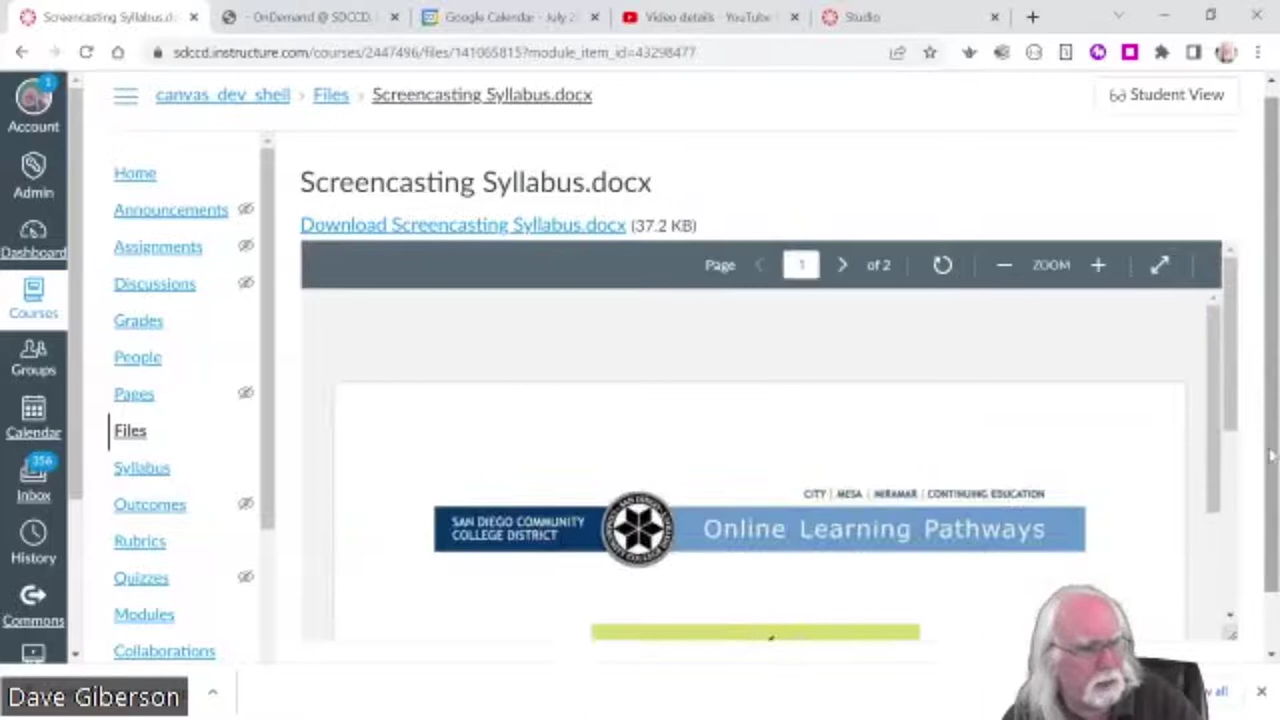 Screencasting Syllabus.d
- OnDemand @ SDCCD.
Google Calendar - July 2
Video details - YouTube
Studio
sdccd.instructure.com/courses/2447496/files/141065815?module_item_id=43298477
1
Account
Admin
Dashboard
Courses
Groups
Calendar
356
Inbox
History
Commons
canvas_dev_shell › Files › Screencasting Syllabus.docx
Student View
Home
Announcements
Assignments
Discussions
Grades
People
Pages
Files
Syllabus
Outcomes
Rubrics
Quizzes
Modules
Collaborations
Screencasting Syllabus.docx
Download Screencasting Syllabus.docx (37.2 KB)
Page 1 of 2 ZOOM
CITY | MESA | MIRAMAR | CONTINUING EDUCATION
SAN DIEGO COMMUNITY
COLLEGE DISTRICT
Online Learning Pathways
Dave Giberson
all